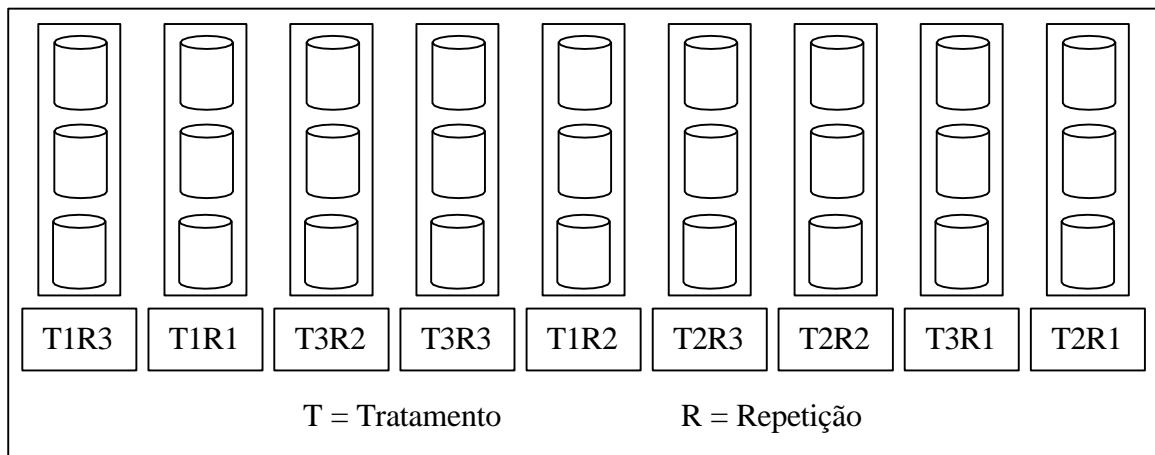 T1R3 T1R1 T3R2 T3R3 T1R2 T2R3 T2R2 T3R1 T2R1
T = Tratamento R = Repetição